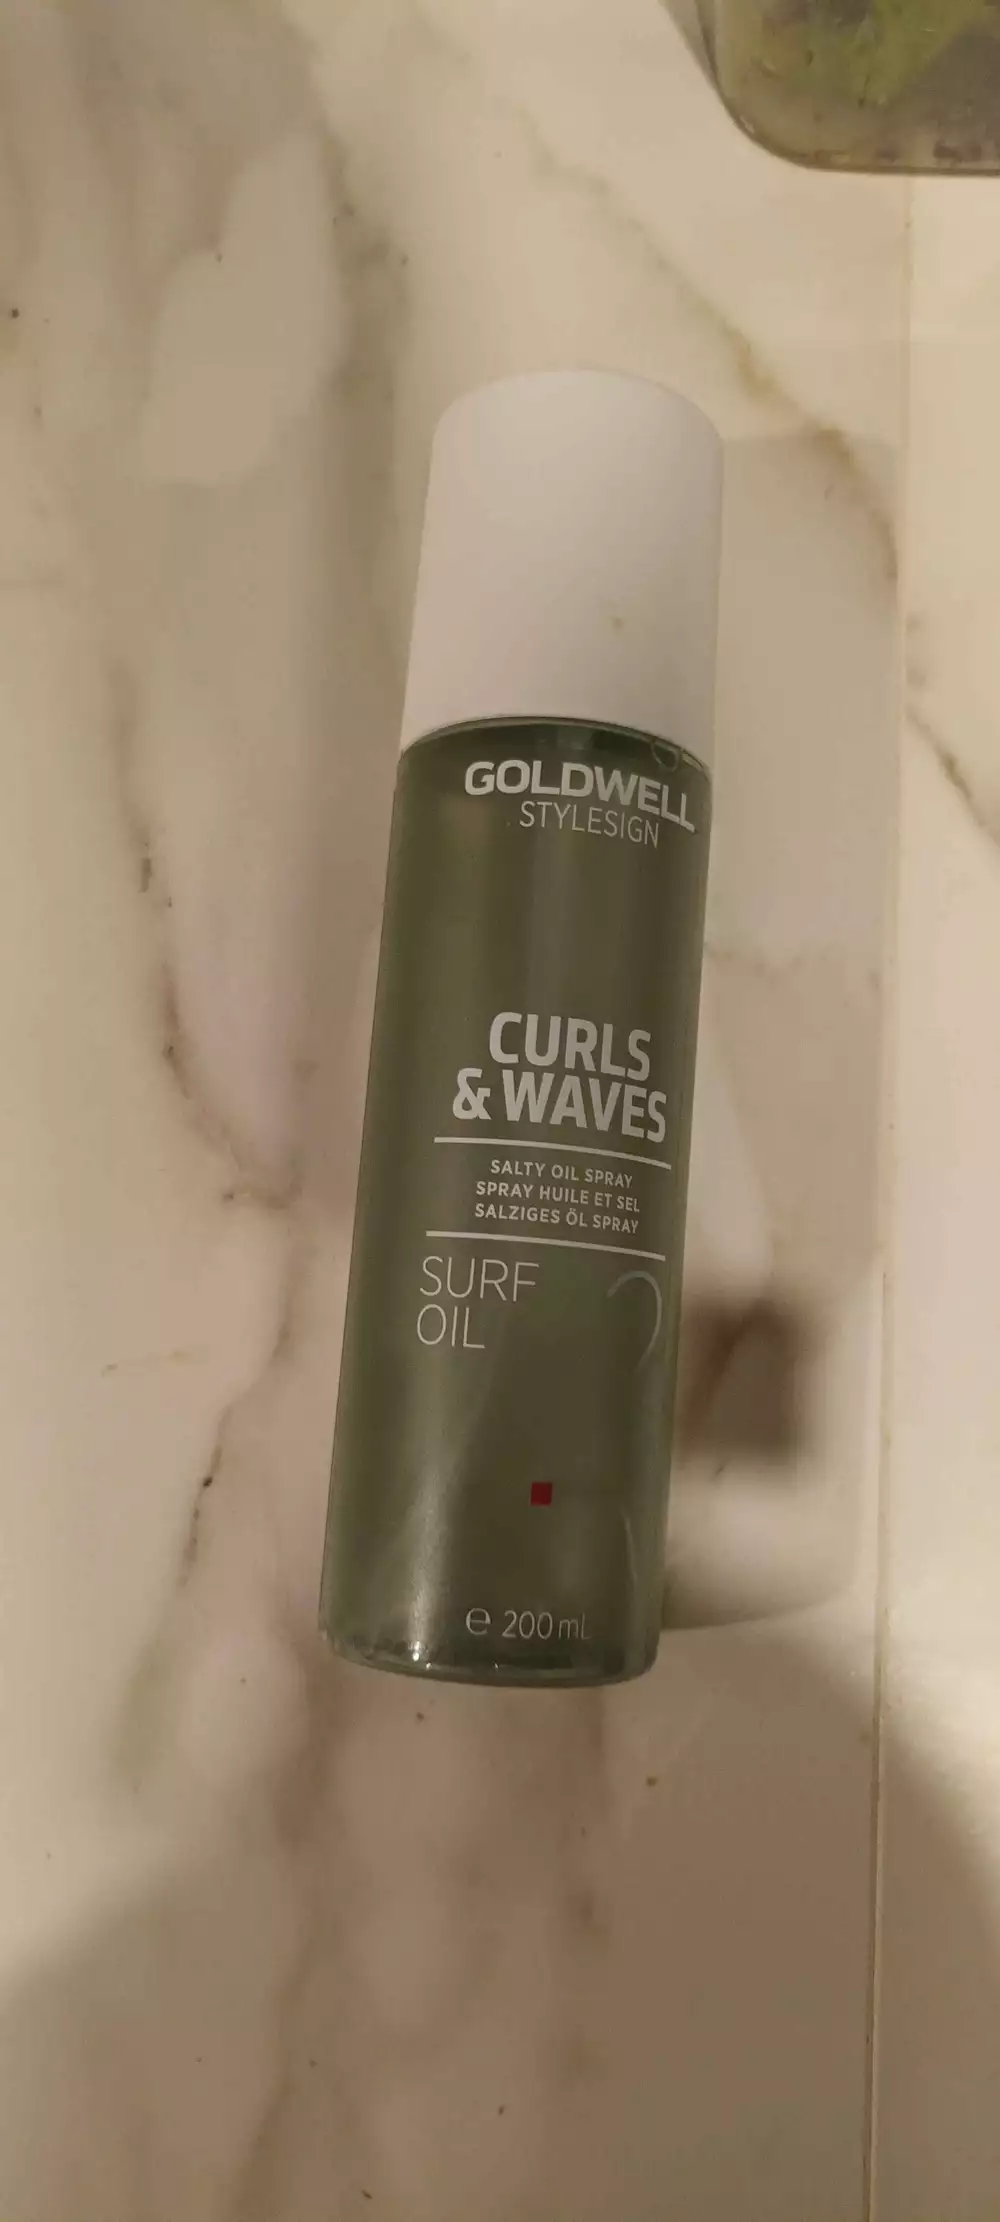 GOLDWELL
STYLESIGN
CURLS
& WAVES
SALTY OIL SPRAY
SPRAY HUILE ET SEL
SALZIGES ÖL SPRAY
SURF
OIL
℮ 200 mL